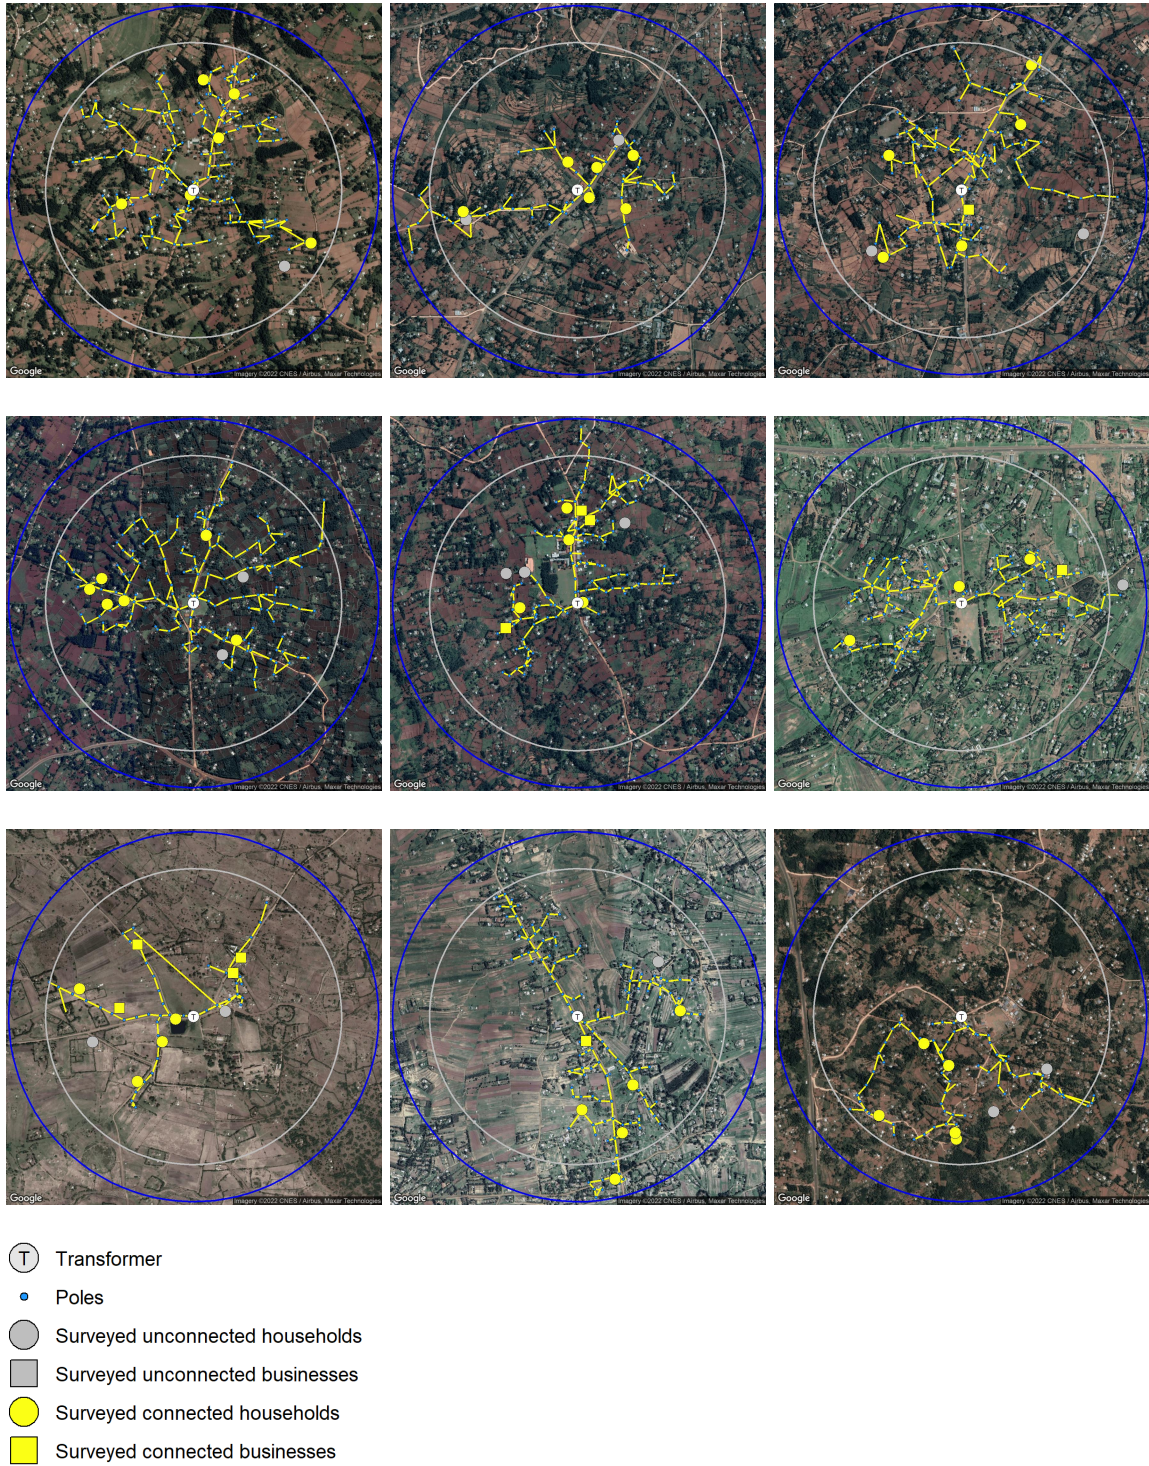 T
Google
Imagery ©2022 CNES / Airbus, Maxar Technologies
T
Google
Imagery ©2022 CNES / Airbus, Maxar Technologies
T
Google
Imagery ©2022 CNES / Airbus, Maxar Technologies
T
Google
Imagery ©2022 CNES / Airbus, Maxar Technologies
T
Google
Imagery ©2022 CNES / Airbus, Maxar Technologies
T
Google
Imagery ©2022 CNES / Airbus, Maxar Technologies
T
Google
Imagery ©2022 CNES / Airbus, Maxar Technologies
T
Google
Imagery ©2022 CNES / Airbus, Maxar Technologies
T
Google
Imagery ©2022 CNES / Airbus, Maxar Technologies
T Transformer
Poles
Surveyed unconnected households
Surveyed unconnected businesses
Surveyed connected households
Surveyed connected businesses